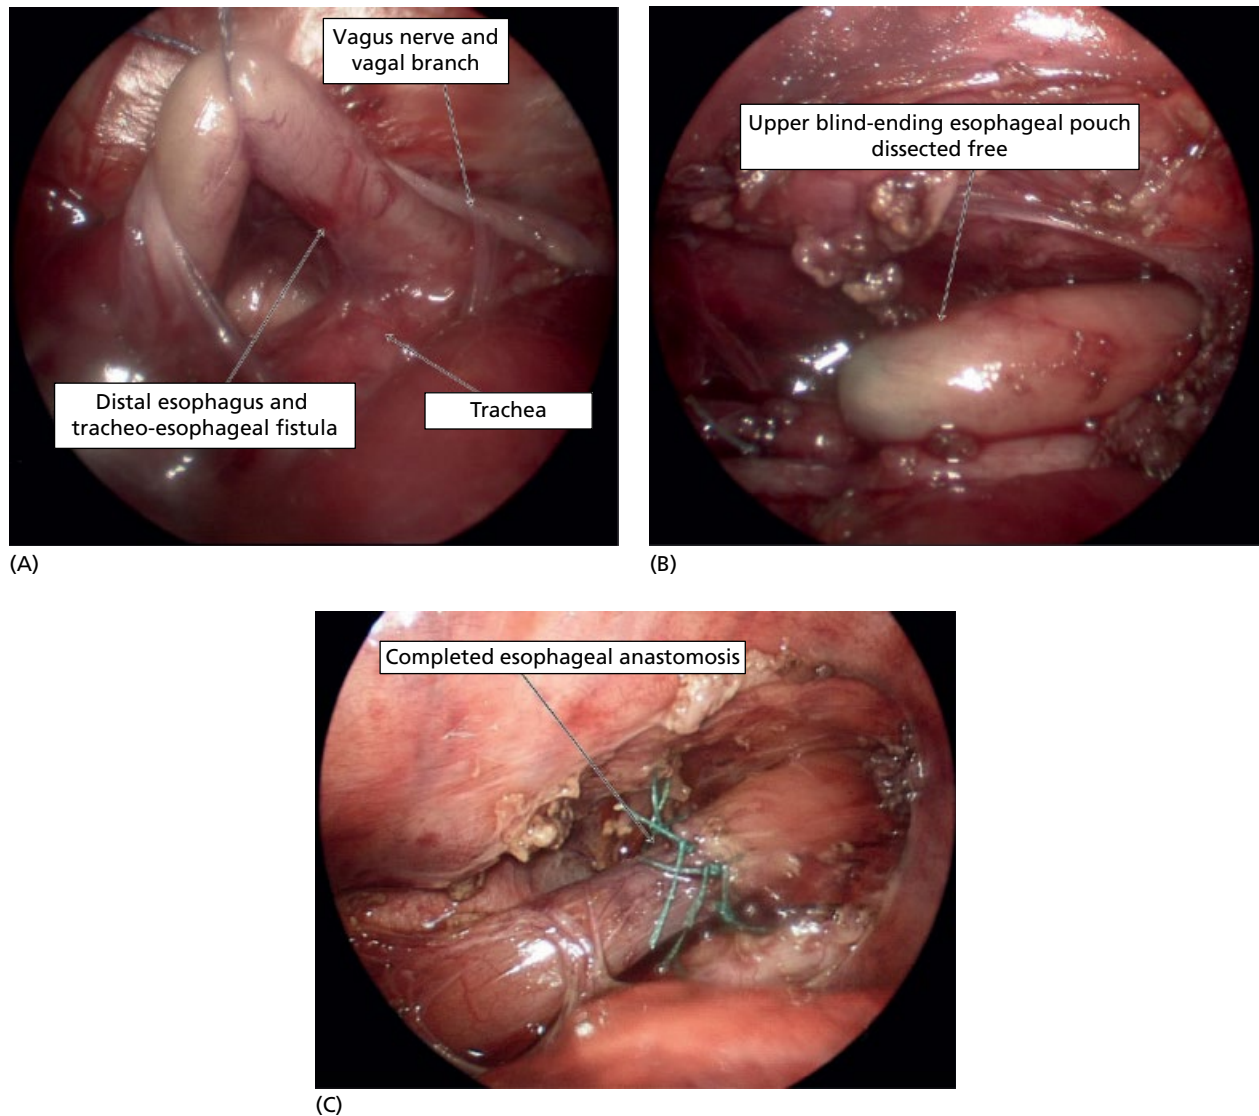 Vagus nerve and
vagal branch
Distal esophagus and
tracheo-esophageal fistula
Trachea
(A)
Upper blind-ending esophageal pouch
dissected free
(B)
Completed esophageal anastomosis
(C)